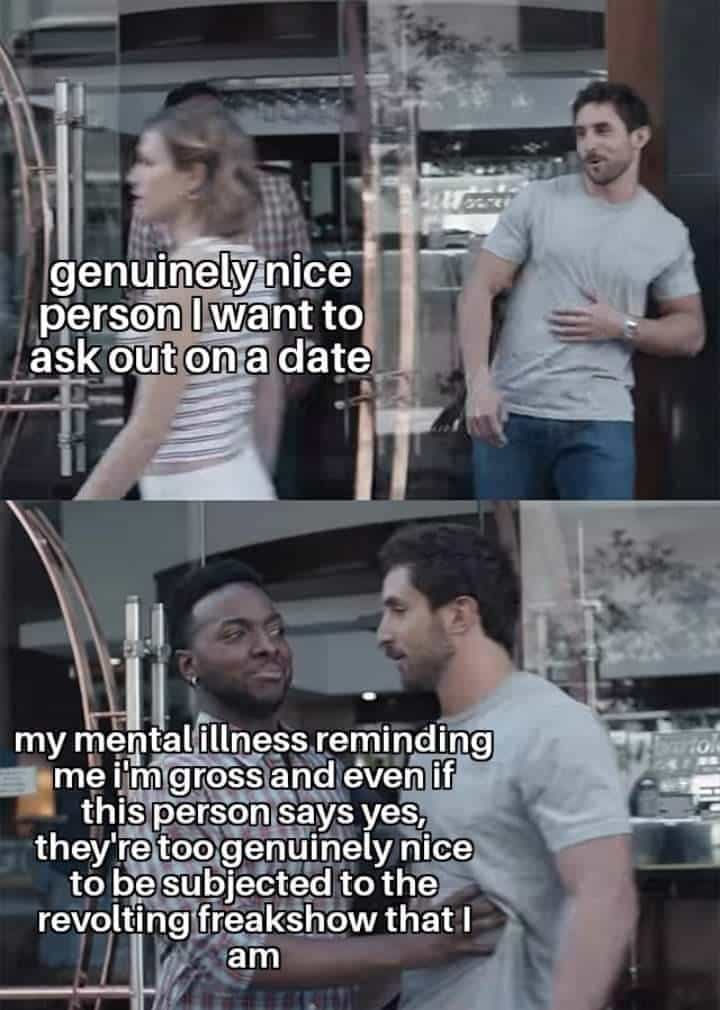 genuinely nice
person I want to
ask out on a date
my mental illness reminding
me i'm gross and even if
this person says yes,
they're too genuinely nice
to be subjected to the
revolting freakshow that I
am